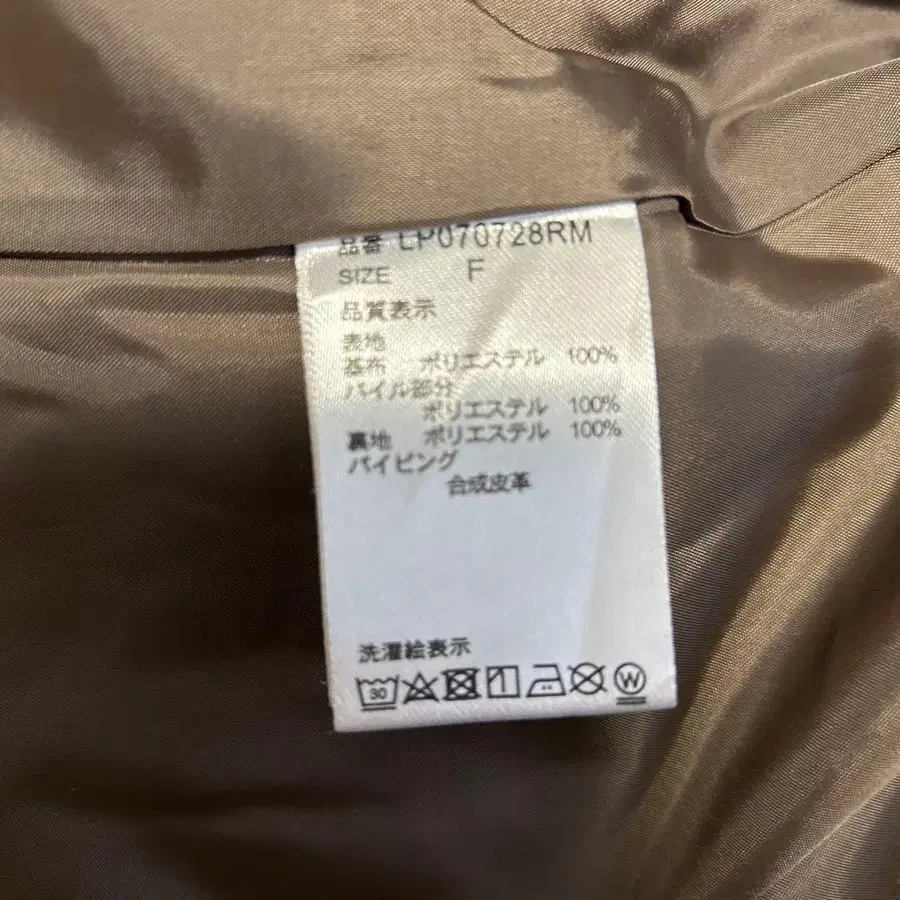 品番 LP070728RM
SIZE F
品質表示
表地
基布 ポリエステル 100%
パイル部分
ポリエステル 100%
裏地 ポリエステル 100%
パイピング
合成皮革
洗濯絵表示
30 W